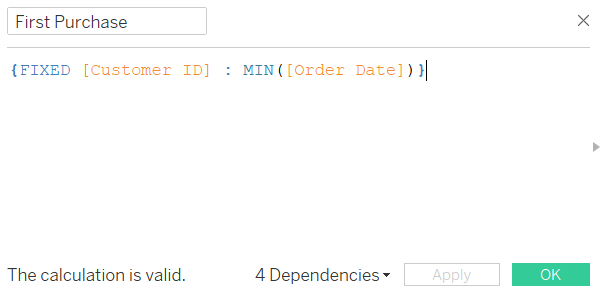 First Purchase
{FIXED [Customer ID] : MIN([Order Date])}
The calculation is valid. 4 Dependencies Apply OK